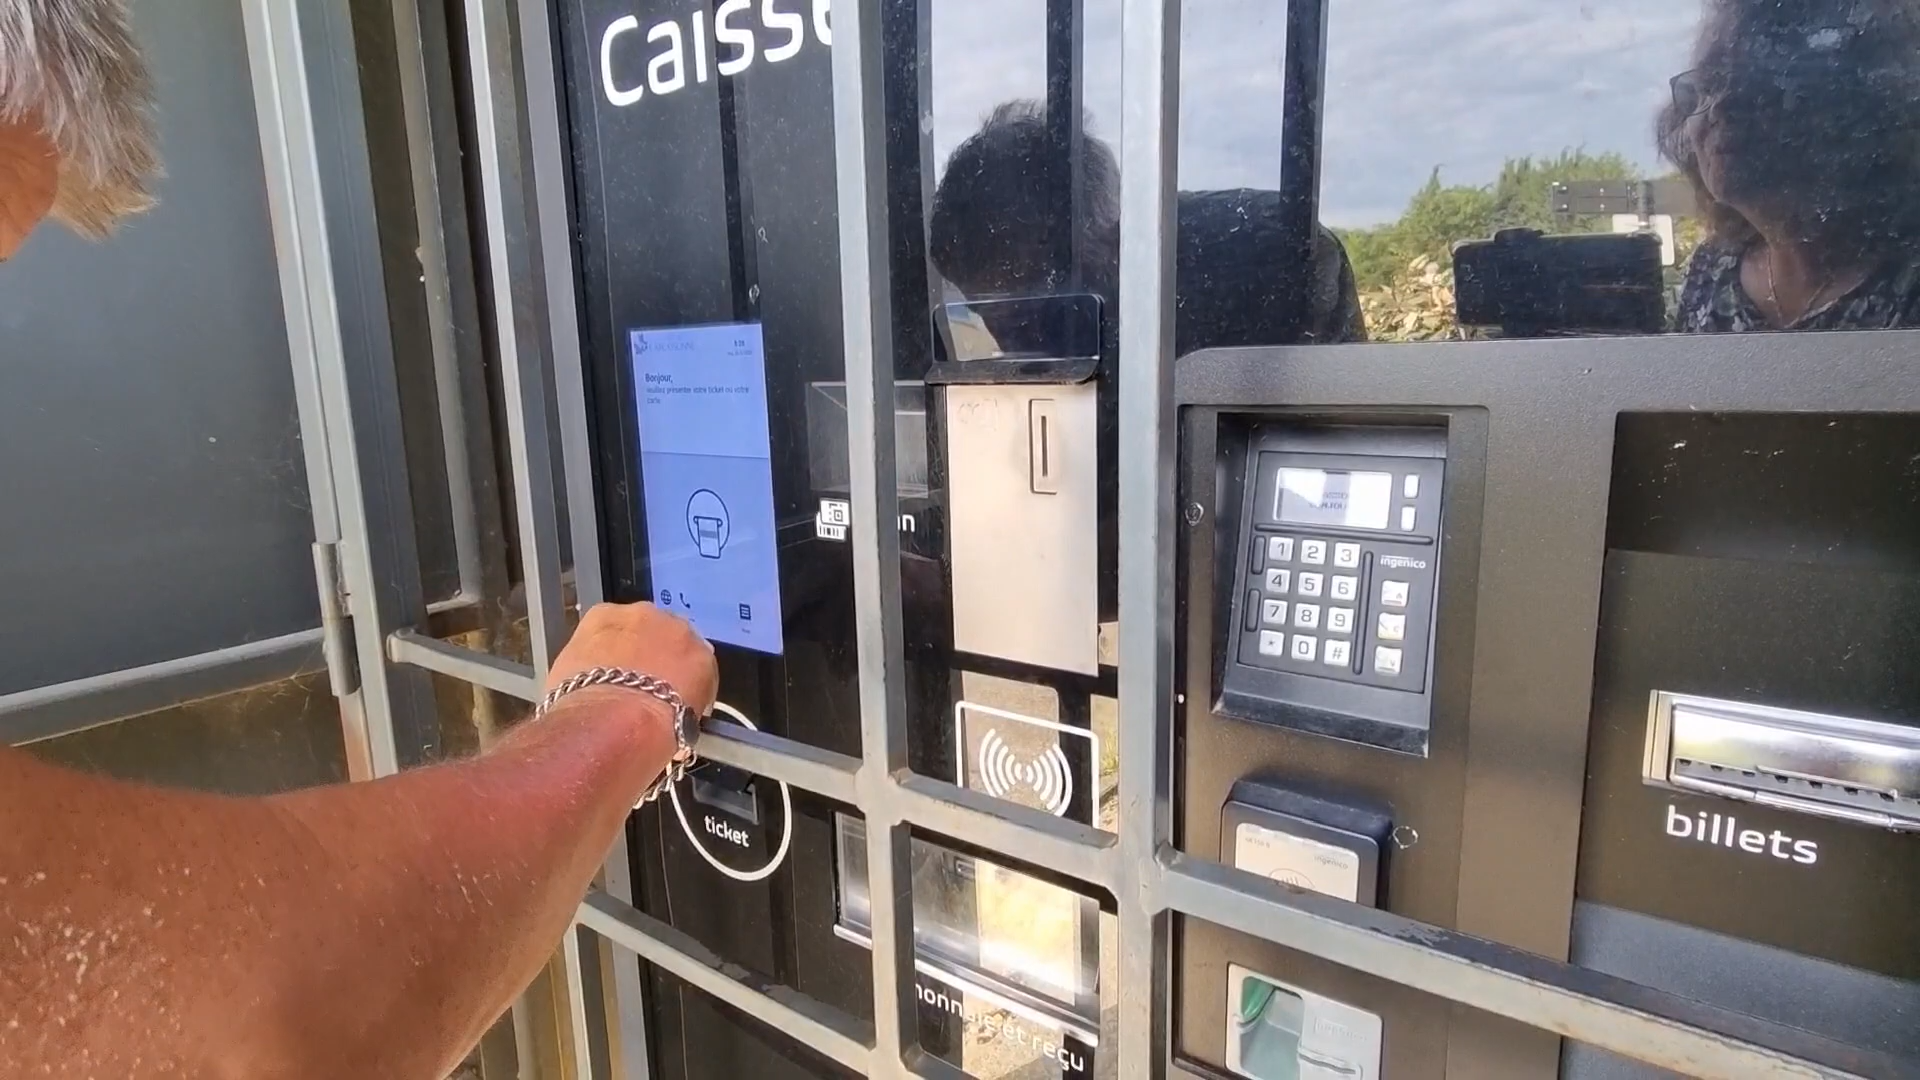 Caisse
Bonjour,
Veuillez présenter votre ticket ou votre
carte
1 2 3
4 5 6
7 8 9
* 0 #
ingenico
ticket
billets
ingenico
monnaie et reçu